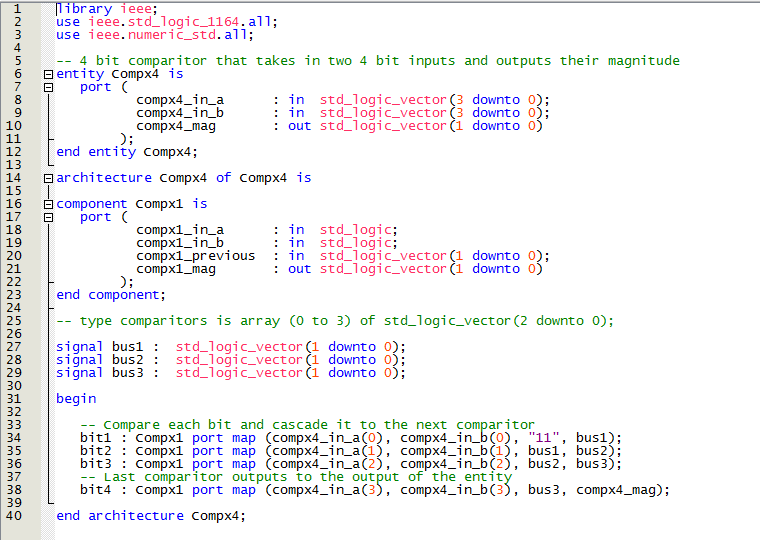 1 library ieee;
2 use ieee.std_logic_1164.all;
3 use ieee.numeric_std.all;
4
5 -- 4 bit comparitor that takes in two 4 bit inputs and outputs their magnitude
6 entity Compx4 is
7 port (
8 compx4_in_a : in std_logic_vector(3 downto 0);
9 compx4_in_b : in std_logic_vector(3 downto 0);
10 compx4_mag : out std_logic_vector(1 downto 0)
11 );
12 end entity Compx4;
13
14 architecture Compx4 of Compx4 is
15
16 component Compx1 is
17 port (
18 compx1_in_a : in std_logic;
19 compx1_in_b : in std_logic;
20 compx1_previous : in std_logic_vector(1 downto 0);
21 compx1_mag : out std_logic_vector(1 downto 0)
22 );
23 end component;
24
25 -- type comparitors is array (0 to 3) of std_logic_vector(2 downto 0);
26
27 signal bus1 : std_logic_vector(1 downto 0);
28 signal bus2 : std_logic_vector(1 downto 0);
29 signal bus3 : std_logic_vector(1 downto 0);
30
31 begin
32
33 -- Compare each bit and cascade it to the next comparitor
34 bit1 : Compx1 port map (compx4_in_a(0), compx4_in_b(0), "11", bus1);
35 bit2 : Compx1 port map (compx4_in_a(1), compx4_in_b(1), bus1, bus2);
36 bit3 : Compx1 port map (compx4_in_a(2), compx4_in_b(2), bus2, bus3);
37 -- Last comparitor outputs to the output of the entity
38 bit4 : Compx1 port map (compx4_in_a(3), compx4_in_b(3), bus3, compx4_mag);
39
40 end architecture Compx4;